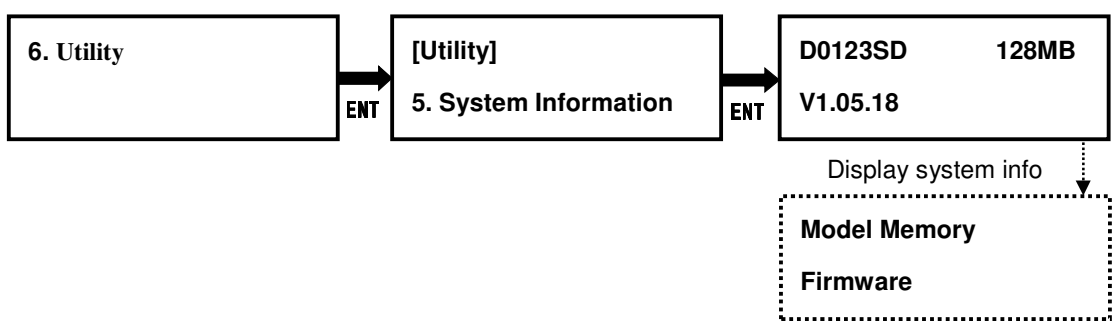 6. Utility
ENT
[Utility]
5. System Information
ENT
D0123SD 128MB
V1.05.18
Display system info
Model Memory
Firmware